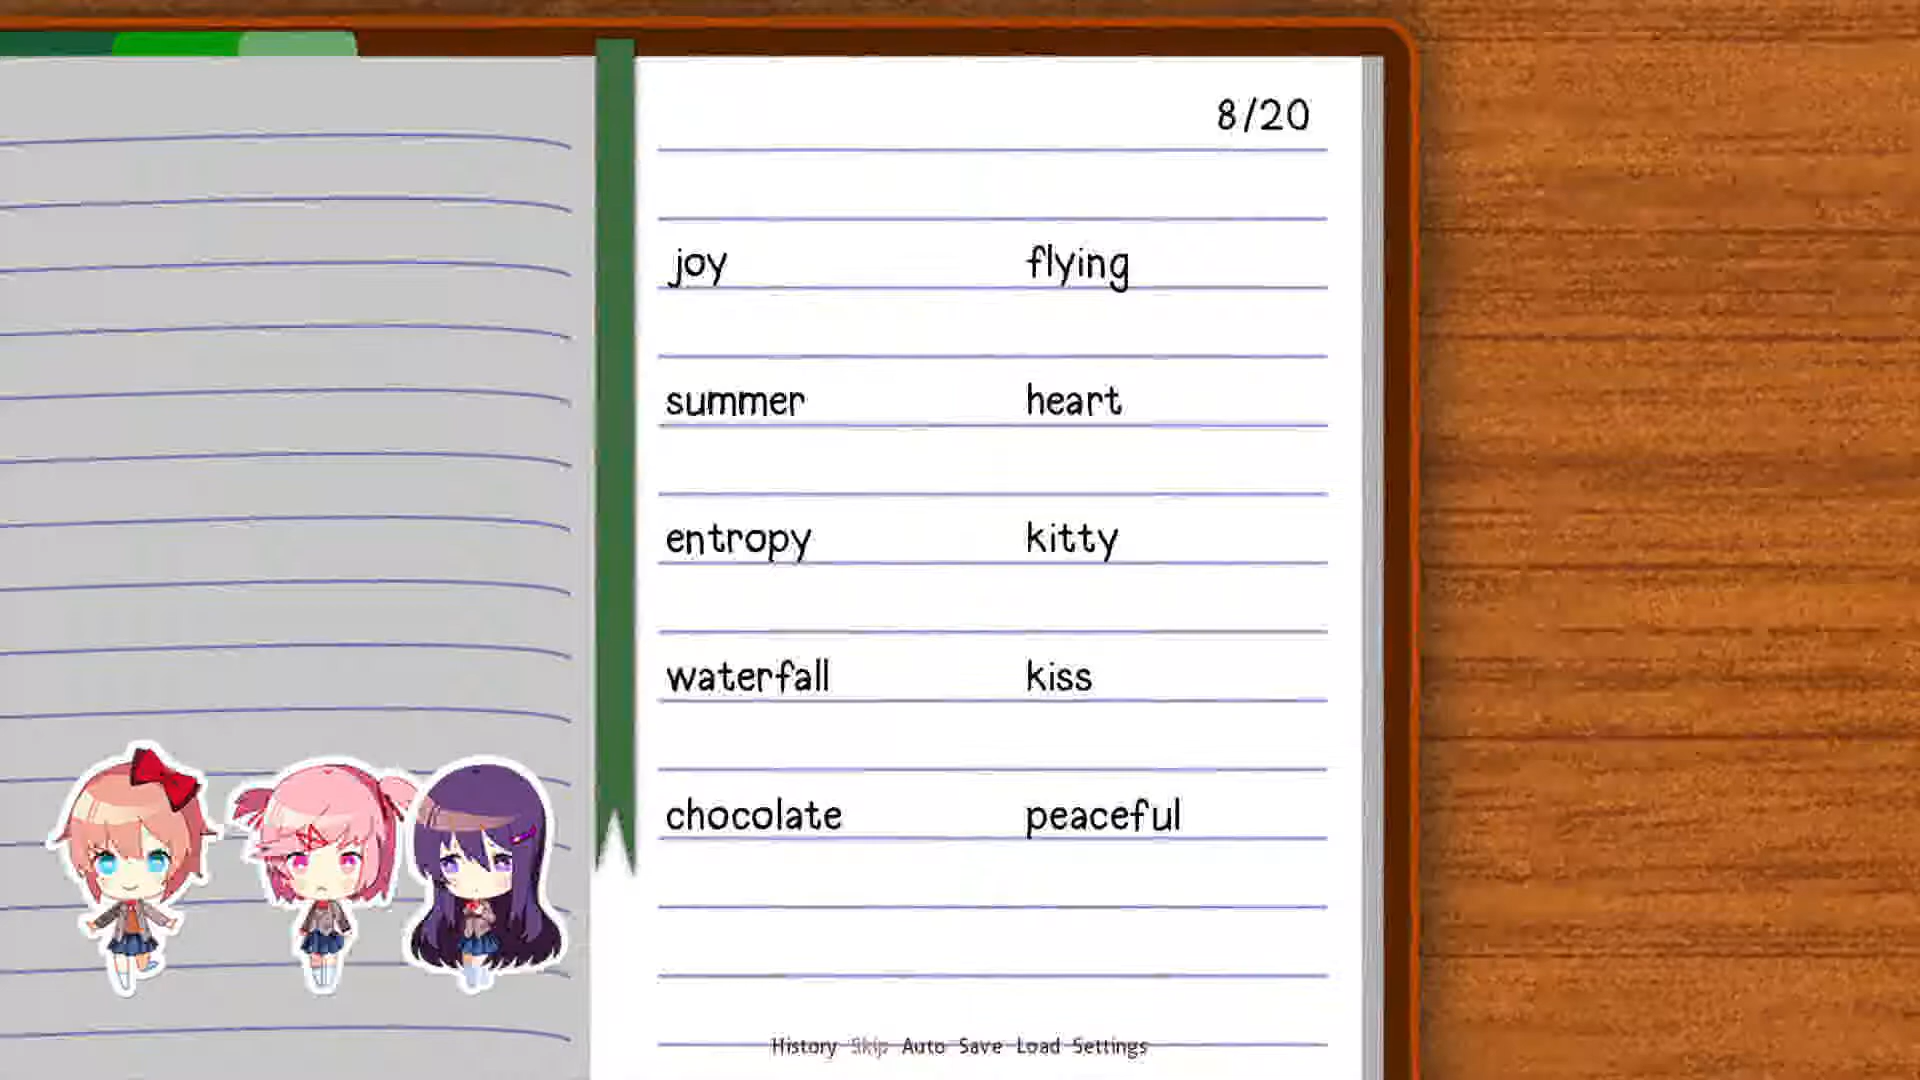 8/20
joy flying
summer heart
entropy kitty
waterfall kiss
chocolate peaceful
History Skip Auto Save Load Settings